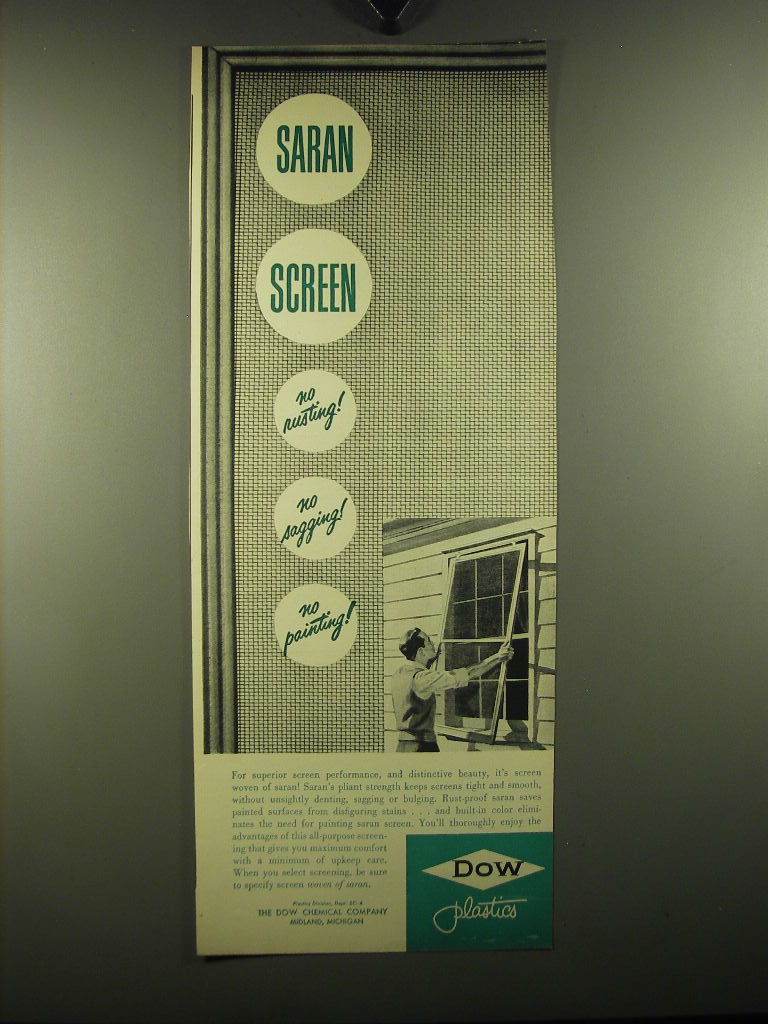 SARAN
SCREEN
no
rusting!
no
sagging!
no
painting!
For superior screen performance, and distinctive beauty, it's screen
woven of saran! Saran's pliant strength keeps screens tight and smooth,
without unsightly denting, sagging or bulging. Rust-proof saran saves
painted surfaces from disfiguring stains . . . and built-in color elimi-
nates the need for painting saran screen. You'll thoroughly enjoy the
advantages of this all-purpose screen-
ing that gives you maximum comfort
with a minimum of upkeep care.
When you select screening, be sure
to specify screen woven of saran.
Plastics Division, Dept. SC-4
THE DOW CHEMICAL COMPANY
MIDLAND, MICHIGAN
DOW
plastics